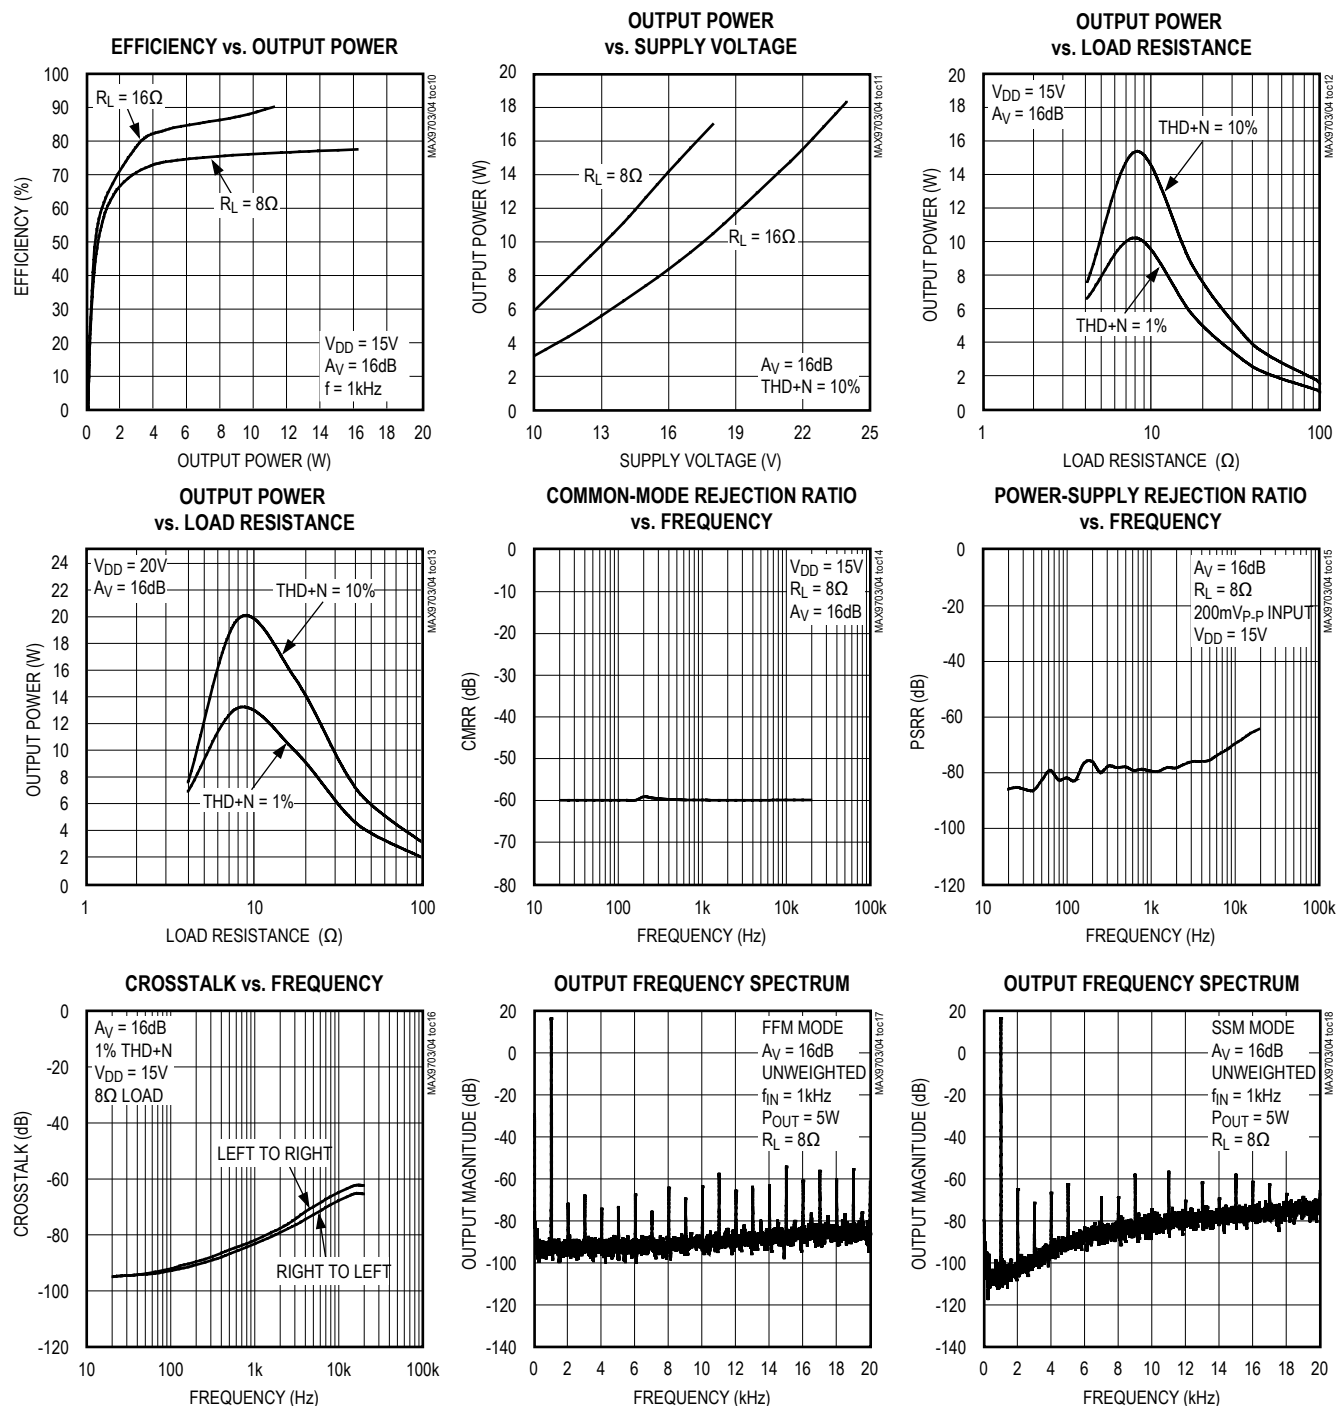 EFFICIENCY vs. OUTPUT POWER
MAX9703/04 toc10
100
90
80
70
60
50
40
30
20
10
0
EFFICIENCY (%)
RL = 16Ω
RL = 8Ω
VDD = 15V
AV = 16dB
f = 1kHz
0 2 4 6 8 10 12 14 16 18 20
OUTPUT POWER (W)
OUTPUT POWER
vs. SUPPLY VOLTAGE
MAX9703/04 toc11
20
18
16
14
12
10
8
6
4
2
0
OUTPUT POWER (W)
RL = 8Ω
RL = 16Ω
AV = 16dB
THD+N = 10%
10 13 16 19 22 25
SUPPLY VOLTAGE (V)
OUTPUT POWER
vs. LOAD RESISTANCE
MAX9703/04 toc12
20
18
16
14
12
10
8
6
4
2
0
OUTPUT POWER (W)
VDD = 15V
AV = 16dB
THD+N = 10%
THD+N = 1%
1 10 100
LOAD RESISTANCE (Ω)
OUTPUT POWER
vs. LOAD RESISTANCE
MAX9703/04 toc13
24
22
20
18
16
14
12
10
8
6
4
2
0
OUTPUT POWER (W)
VDD = 20V
AV = 16dB
THD+N = 10%
THD+N = 1%
1 10 100
LOAD RESISTANCE (Ω)
COMMON-MODE REJECTION RATIO
vs. FREQUENCY
MAX9703/04 toc14
0
-10
-20
-30
-40
-50
-60
-70
-80
CMRR (dB)
VDD = 15V
RL = 8Ω
AV = 16dB
10 100 1k 10k 100k
FREQUENCY (Hz)
POWER-SUPPLY REJECTION RATIO
vs. FREQUENCY
MAX9703/04 toc15
0
-20
-40
-60
-80
-100
-120
PSRR (dB)
AV = 16dB
RL = 8Ω
200mVP-P INPUT
VDD = 15V
10 100 1k 10k 100k
FREQUENCY (Hz)
CROSSTALK vs. FREQUENCY
MAX9703/04 toc16
0
-20
-40
-60
-80
-100
-120
CROSSTALK (dB)
AV = 16dB
1% THD+N
VDD = 15V
8Ω LOAD
LEFT TO RIGHT
RIGHT TO LEFT
10 100 1k 10k 100k
FREQUENCY (Hz)
OUTPUT FREQUENCY SPECTRUM
MAX9703/04 toc17
20
0
-20
-40
-60
-80
-100
-120
-140
OUTPUT MAGNITUDE (dB)
FFM MODE
AV = 16dB
UNWEIGHTED
fIN = 1kHz
POUT = 5W
RL = 8Ω
0 2 4 6 8 10 12 14 16 18 20
FREQUENCY (kHz)
OUTPUT FREQUENCY SPECTRUM
MAX9703/04 toc18
20
0
-20
-40
-60
-80
-100
-120
-140
OUTPUT MAGNITUDE (dB)
SSM MODE
AV = 16dB
UNWEIGHTED
fIN = 1kHz
POUT = 5W
RL = 8Ω
0 2 4 6 8 10 12 14 16 18 20
FREQUENCY (kHz)